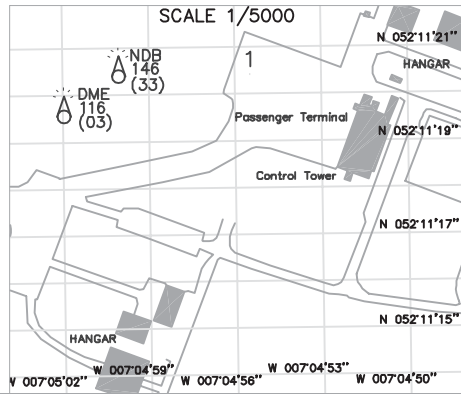 SCALE 1/5000
N 052°11'21"
NDB
146
(33)
1
HANGAR
DME
116
(03)
Passenger Terminal
N 052°11'19"
Control Tower
N 052°11'17"
N 052°11'15"
HANGAR
W 007°04'59"
W 007°04'53"
W 007°05'02"
W 007°04'56"
W 007°04'50"